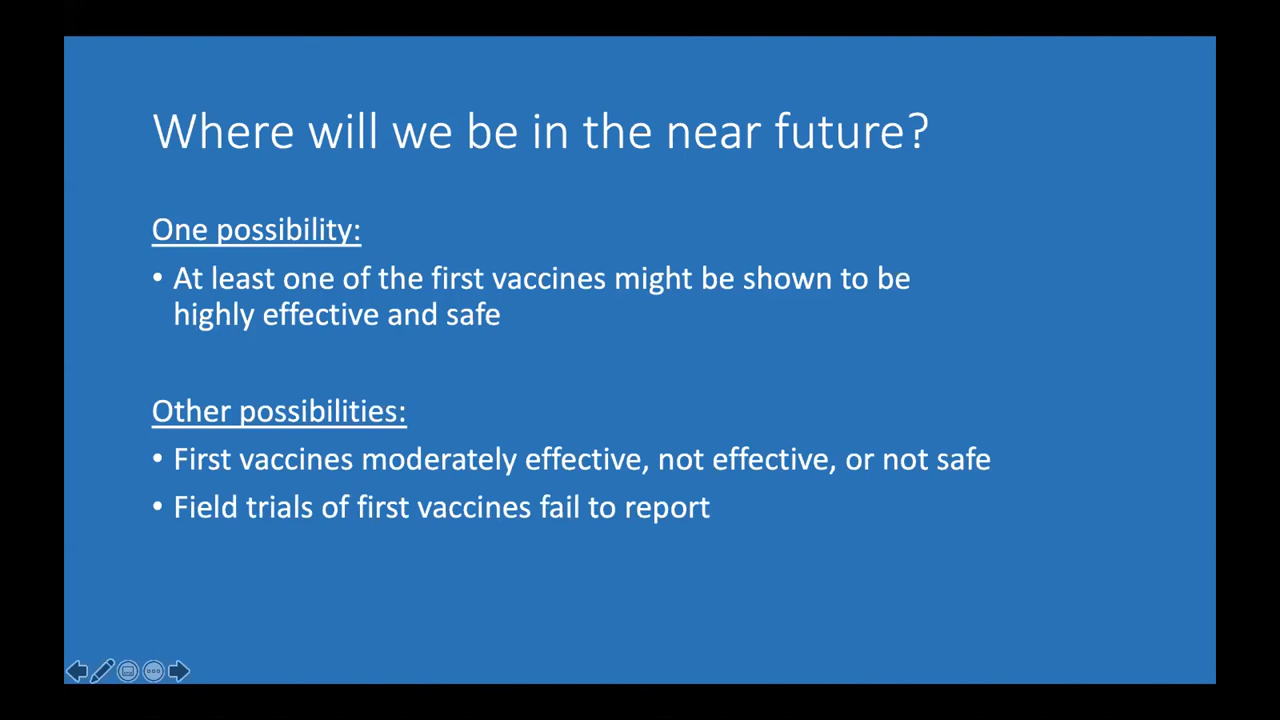 Where will we be in the near future?
One possibility:
• At least one of the first vaccines might be shown to be
highly effective and safe
Other possibilities:
• First vaccines moderately effective, not effective, or not safe
• Field trials of first vaccines fail to report